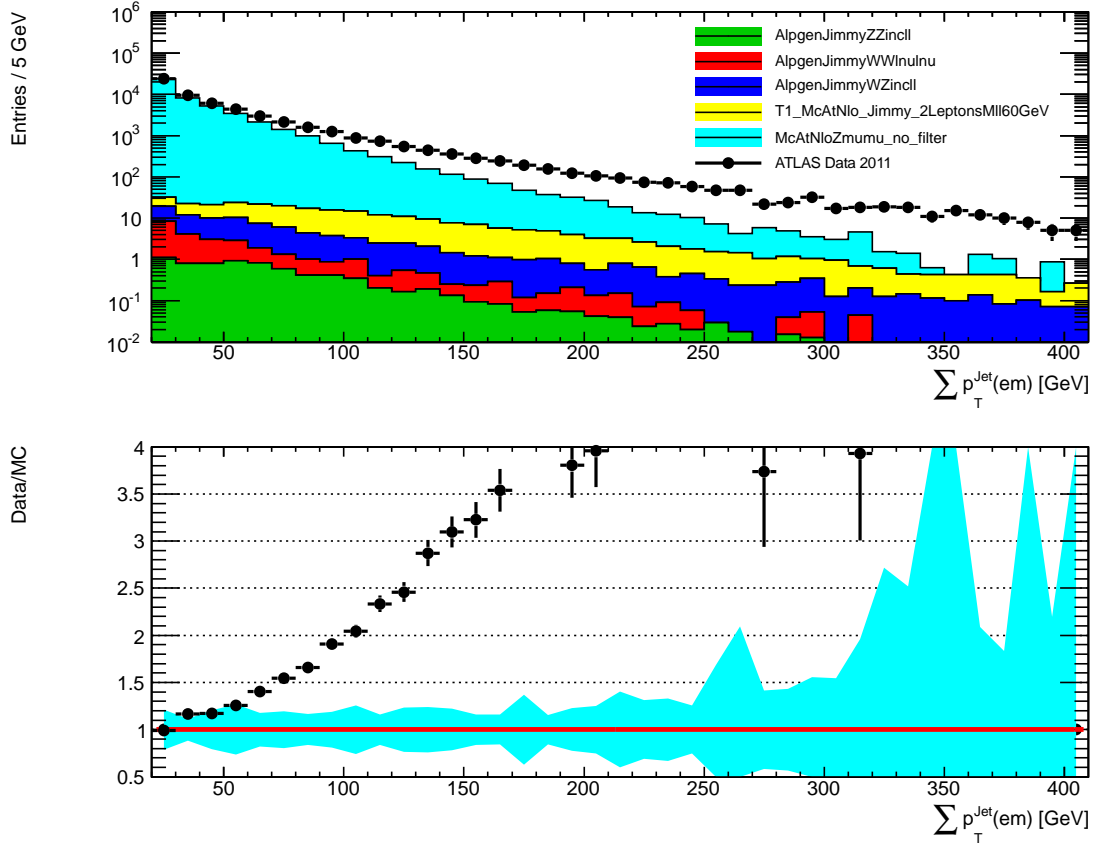 Entries / 5 GeV
10^6
10^5
10^4
10^3
10^2
10
1
10^-1
10^-2
AlpgenJimmyZZincll
AlpgenJimmyWWlnulnu
AlpgenJimmyWZincll
T1_McAtNlo_Jimmy_2LeptonsMll60GeV
McAtNloZmumu_no_filter
ATLAS Data 2011
50 100 150 200 250 300 350 400
∑ p_T^Jet(em) [GeV]
Data/MC
4
3.5
3
2.5
2
1.5
1
0.5
50 100 150 200 250 300 350 400
∑ p_T^Jet(em) [GeV]